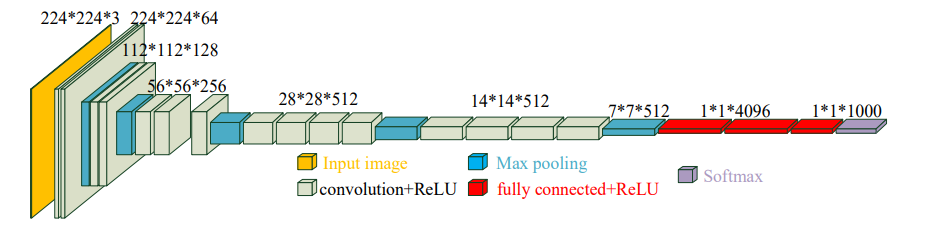 224*224*3 224*224*64
112*112*128
56*56*256
28*28*512
14*14*512
7*7*512
1*1*4096
1*1*1000
Input image
Max pooling
Softmax
convolution+ReLU
fully connected+ReLU